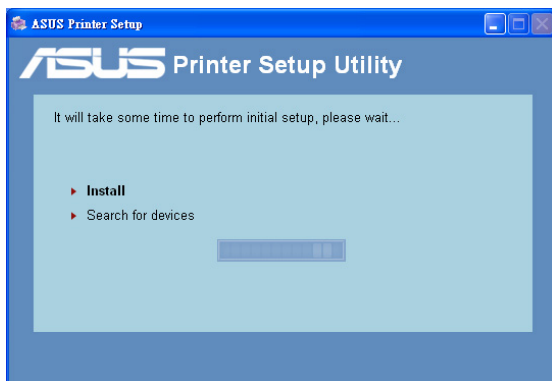 ASUS Printer Setup
ASUS Printer Setup Utility
It will take some time to perform initial setup, please wait...
Install
Search for devices